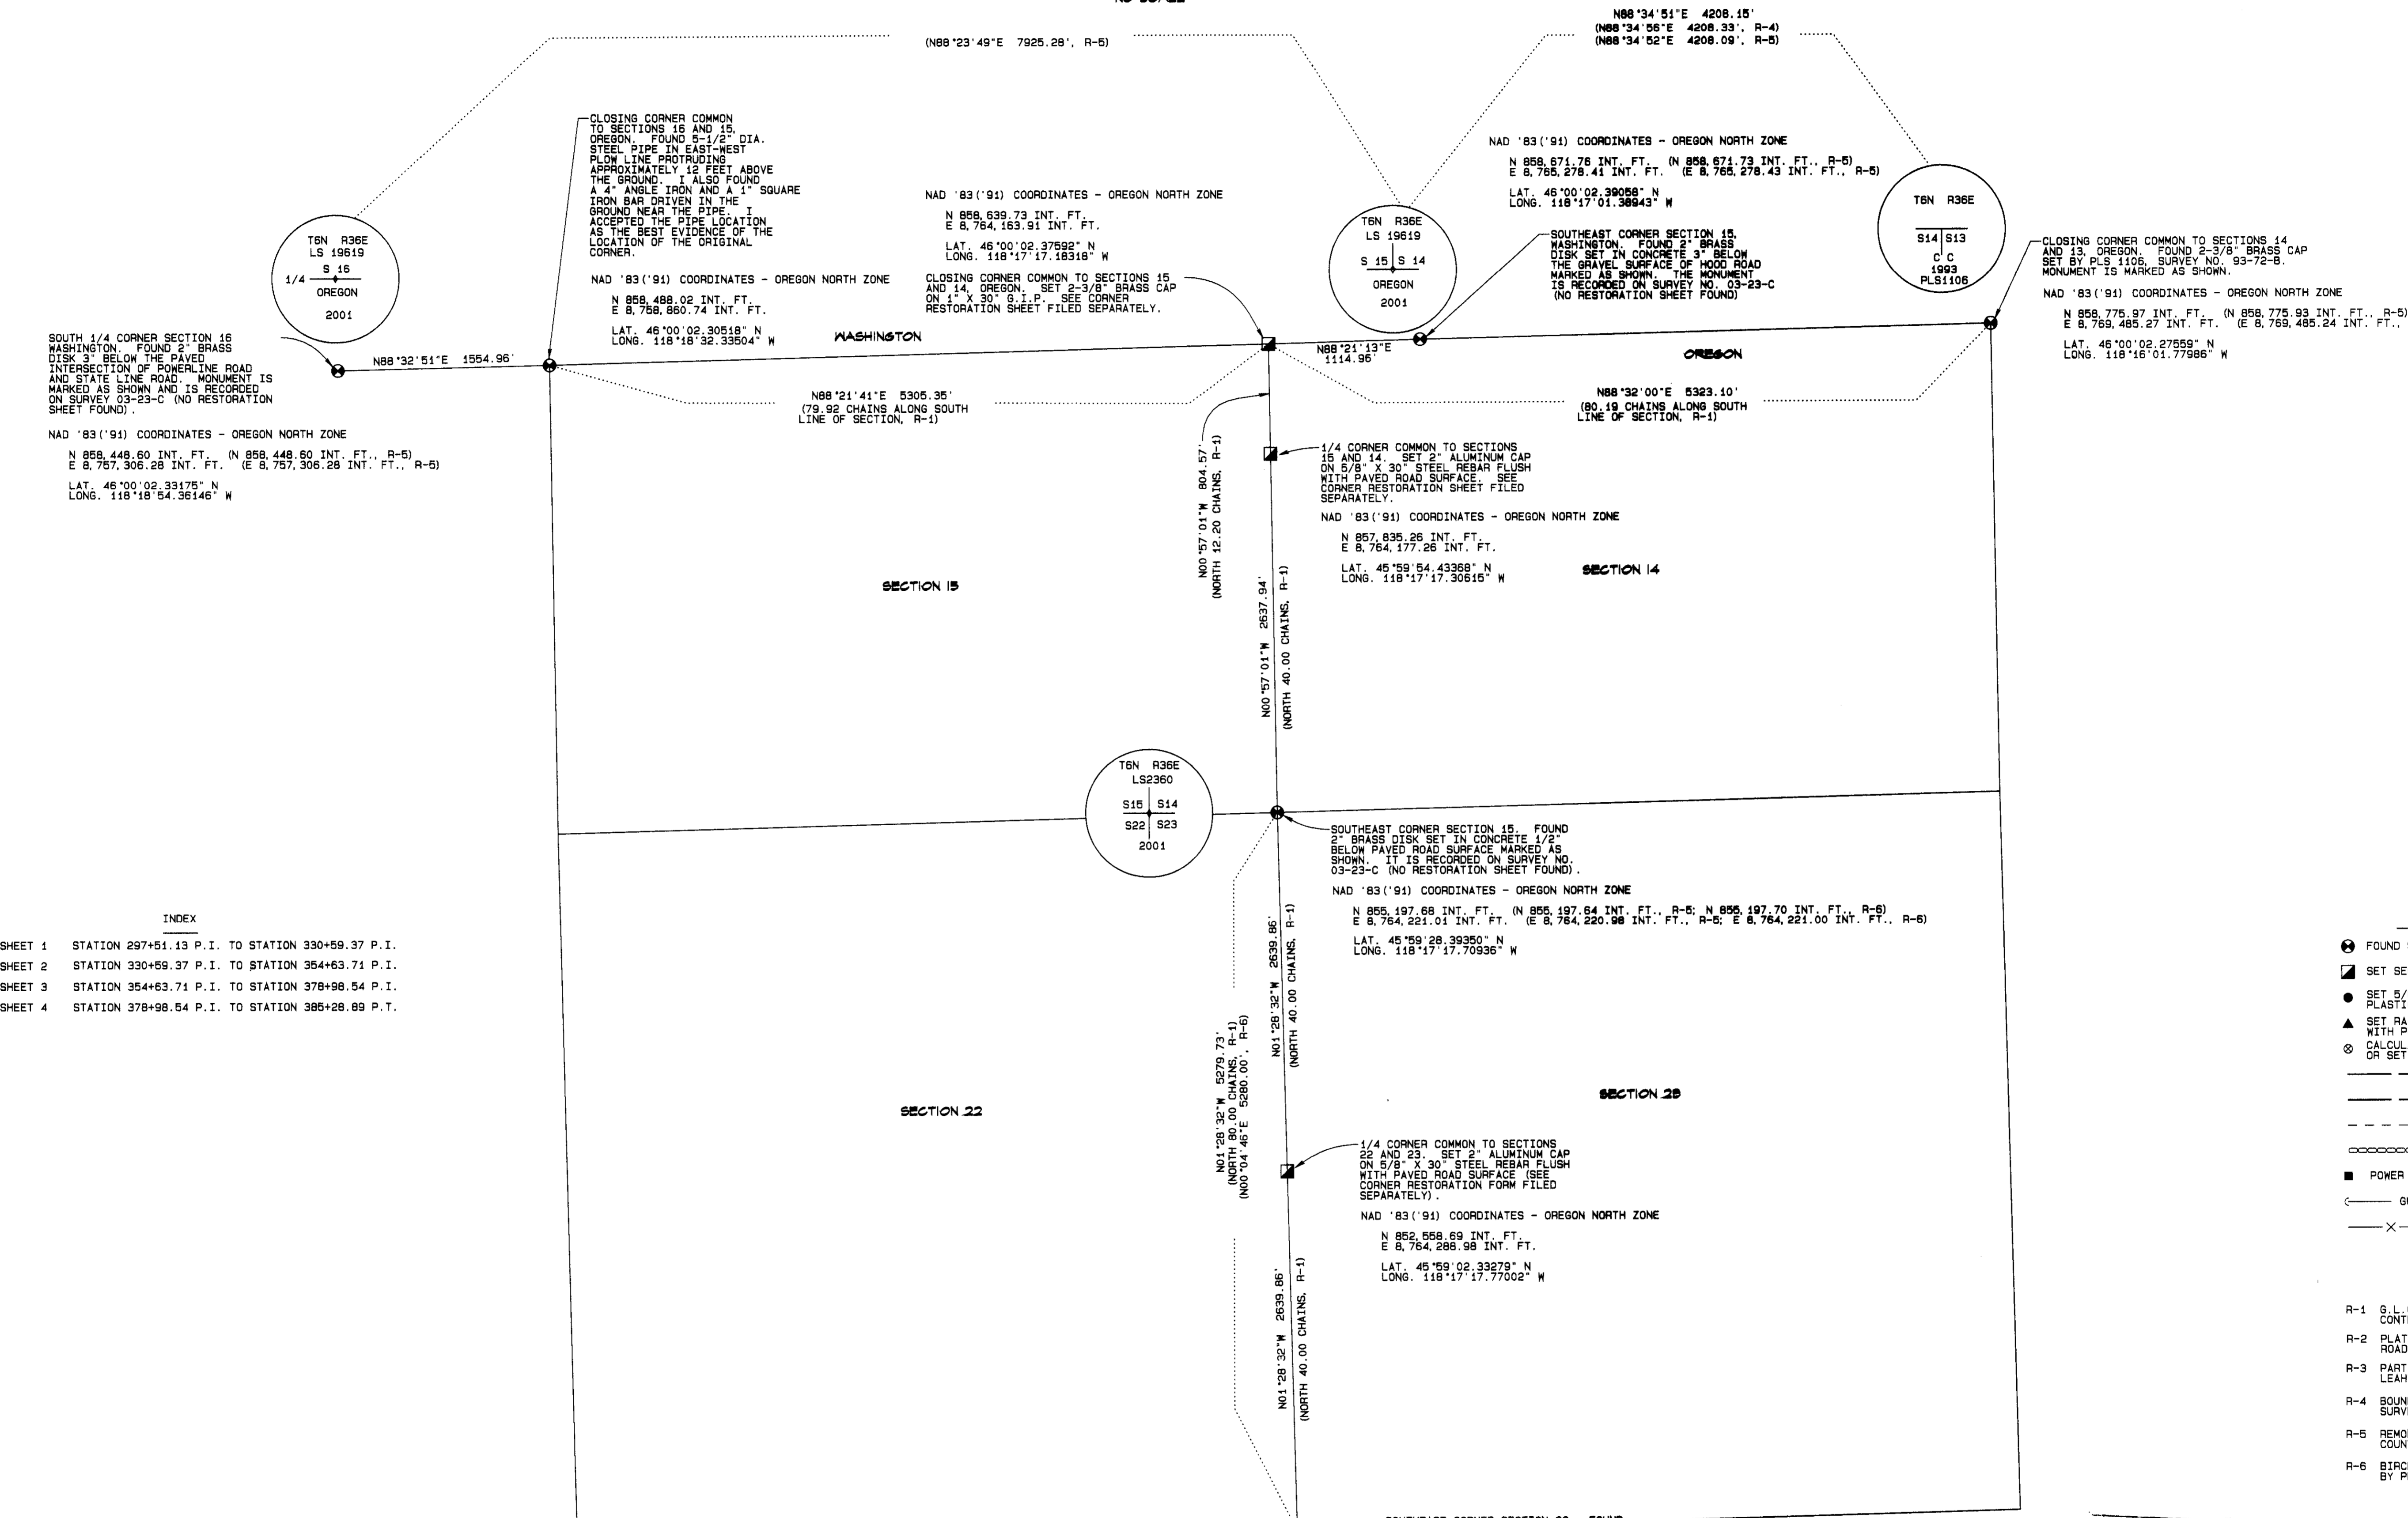 (N88°23'49"E 7925.28', R-5)
N88°34'51"E 4208.15'
(N88°34'56"E 4208.33', R-4)
(N88°34'52"E 4208.09', R-5)
CLOSING CORNER COMMON
TO SECTIONS 16 AND 15,
OREGON. FOUND 5-1/2" DIA.
STEEL PIPE IN EAST-WEST
PLOW LINE PROTRUDING
APPROXIMATELY 12 FEET ABOVE
THE GROUND. I ALSO FOUND
A 4" ANGLE IRON AND A 1" SQUARE
IRON BAR DRIVEN IN THE
GROUND NEAR THE PIPE. I
ACCEPTED THE PIPE LOCATION
AS THE BEST EVIDENCE OF THE
LOCATION OF THE ORIGINAL
CORNER.
NAD '83('91) COORDINATES - OREGON NORTH ZONE
N 858,488.02 INT. FT.
E 8,758,860.74 INT. FT.
LAT. 46°00'02.30518" N
LONG. 118°18'32.33504" W
T6N R36E
LS 19619
S 16
1/4
OREGON
2001
SOUTH 1/4 CORNER SECTION 16
WASHINGTON. FOUND 2" BRASS
DISK 3" BELOW THE PAVED
INTERSECTION OF POWERLINE ROAD
AND STATE LINE ROAD. MONUMENT IS
MARKED AS SHOWN AND IS RECORDED
ON SURVEY 03-23-C (NO RESTORATION
SHEET FOUND).
NAD '83('91) COORDINATES - OREGON NORTH ZONE
N 858,448.60 INT. FT. (N 858,448.60 INT. FT., R-5)
E 8,757,306.28 INT. FT. (E 8,757,306.28 INT. FT., R-5)
LAT. 46°00'02.33175" N
LONG. 118°18'54.36146" W
N88°32'51"E 1554.96'
NAD '83('91) COORDINATES - OREGON NORTH ZONE
N 858,639.73 INT. FT.
E 8,764,163.91 INT. FT.
LAT. 46°00'02.37592" N
LONG. 118°17'17.18318" W
CLOSING CORNER COMMON TO SECTIONS 15
AND 14, OREGON. SET 2-3/8" BRASS CAP
ON 1" X 30" G.I.P. SEE CORNER
RESTORATION SHEET FILED SEPARATELY.
WASHINGTON
T6N R36E
LS 19619
S 15 S 14
OREGON
2001
NAD '83('91) COORDINATES - OREGON NORTH ZONE
N 858,671.76 INT. FT. (N 858,671.73 INT. FT., R-5)
E 8,765,278.41 INT. FT. (E 8,765,278.43 INT. FT., R-5)
LAT. 46°00'02.39058" N
LONG. 118°17'01.38943" W
SOUTHEAST CORNER SECTION 15,
WASHINGTON. FOUND 2" BRASS
DISK SET IN CONCRETE 3" BELOW
THE GRAVEL SURFACE OF HOOD ROAD
MARKED AS SHOWN. THE MONUMENT
IS RECORDED ON SURVEY NO. 03-23-C
(NO RESTORATION SHEET FOUND)
T6N R36E
S14 S13
C C
1993
PLS1106
CLOSING CORNER COMMON TO SECTIONS 14
AND 13, OREGON. FOUND 2-3/8" BRASS CAP
SET BY PLS 1106, SURVEY NO. 93-72-B.
MONUMENT IS MARKED AS SHOWN.
NAD '83('91) COORDINATES - OREGON NORTH ZONE
N 858,775.97 INT. FT. (N 858,775.93 INT. FT., R-5)
E 8,769,485.27 INT. FT. (E 8,769,485.24 INT. FT.,
LAT. 46°00'02.27559" N
LONG. 118°16'01.77986" W
N88°21'13"E
1114.96'
OREGON
N88°21'41"E 5305.35'
(79.92 CHAINS ALONG SOUTH
LINE OF SECTION, R-1)
N88°32'00"E 5323.10'
(80.19 CHAINS ALONG SOUTH
LINE OF SECTION, R-1)
N00°57'01"W 804.57'
(NORTH 12.20 CHAINS, R-1)
1/4 CORNER COMMON TO SECTIONS
15 AND 14. SET 2" ALUMINUM CAP
ON 5/8" X 30" STEEL REBAR FLUSH
WITH PAVED ROAD SURFACE. SEE
CORNER RESTORATION SHEET FILED
SEPARATELY.
NAD '83('91) COORDINATES - OREGON NORTH ZONE
N 857,835.26 INT. FT.
E 8,764,177.26 INT. FT.
LAT. 45°59'54.43368" N
LONG. 118°17'17.30615" W
SECTION 15
SECTION 14
N00°57'01"W 2637.94'
(NORTH 40.00 CHAINS, R-1)
T6N R36E
LS2360
S15 S14
S22 S23
2001
SOUTHEAST CORNER SECTION 15. FOUND
2" BRASS DISK SET IN CONCRETE 1/2"
BELOW PAVED ROAD SURFACE MARKED AS
SHOWN. IT IS RECORDED ON SURVEY NO.
03-23-C (NO RESTORATION SHEET FOUND).
NAD '83('91) COORDINATES - OREGON NORTH ZONE
N 855,197.68 INT. FT. (N 855,197.64 INT. FT., R-5; N 855,197.70 INT. FT., R-6)
E 8,764,221.01 INT. FT. (E 8,764,220.98 INT. FT., R-5; E 8,764,221.00 INT. FT., R-6)
LAT. 45°59'28.39350" N
LONG. 118°17'17.70936" W
INDEX
SHEET 1 STATION 297+51.13 P.I. TO STATION 330+59.37 P.I.
SHEET 2 STATION 330+59.37 P.I. TO STATION 354+63.71 P.I.
SHEET 3 STATION 354+63.71 P.I. TO STATION 378+98.54 P.I.
SHEET 4 STATION 378+98.54 P.I. TO STATION 385+28.89 P.T.
N01°28'32"W 2639.86'
(NORTH 40.00 CHAINS, R-1)
N01°28'32"W 5279.73'
(NORTH 80.00 CHAINS, R-1)
(N00°04'46"E 5280.00', R-6)
SECTION 22
SECTION 23
1/4 CORNER COMMON TO SECTIONS
22 AND 23. SET 2" ALUMINUM CAP
ON 5/8" X 30" STEEL REBAR FLUSH
WITH PAVED ROAD SURFACE (SEE
CORNER RESTORATION FORM FILED
SEPARATELY).
NAD '83('91) COORDINATES - OREGON NORTH ZONE
N 852,558.69 INT. FT.
E 8,764,288.98 INT. FT.
LAT. 45°59'02.33279" N
LONG. 118°17'17.77002" W
N01°28'32"W 2639.86'
(NORTH 40.00 CHAINS, R-1)
FOUND
SET SE
SET 5/
PLASTI
SET RA
WITH P
CALCUL
OR SET
POWER
G
R-1 G.L.
CONT
R-2 PLAT
ROAD
R-3 PART
LEAH
R-4 BOUN
SURV
R-5 REMO
COUN
R-6 BIRC
BY P